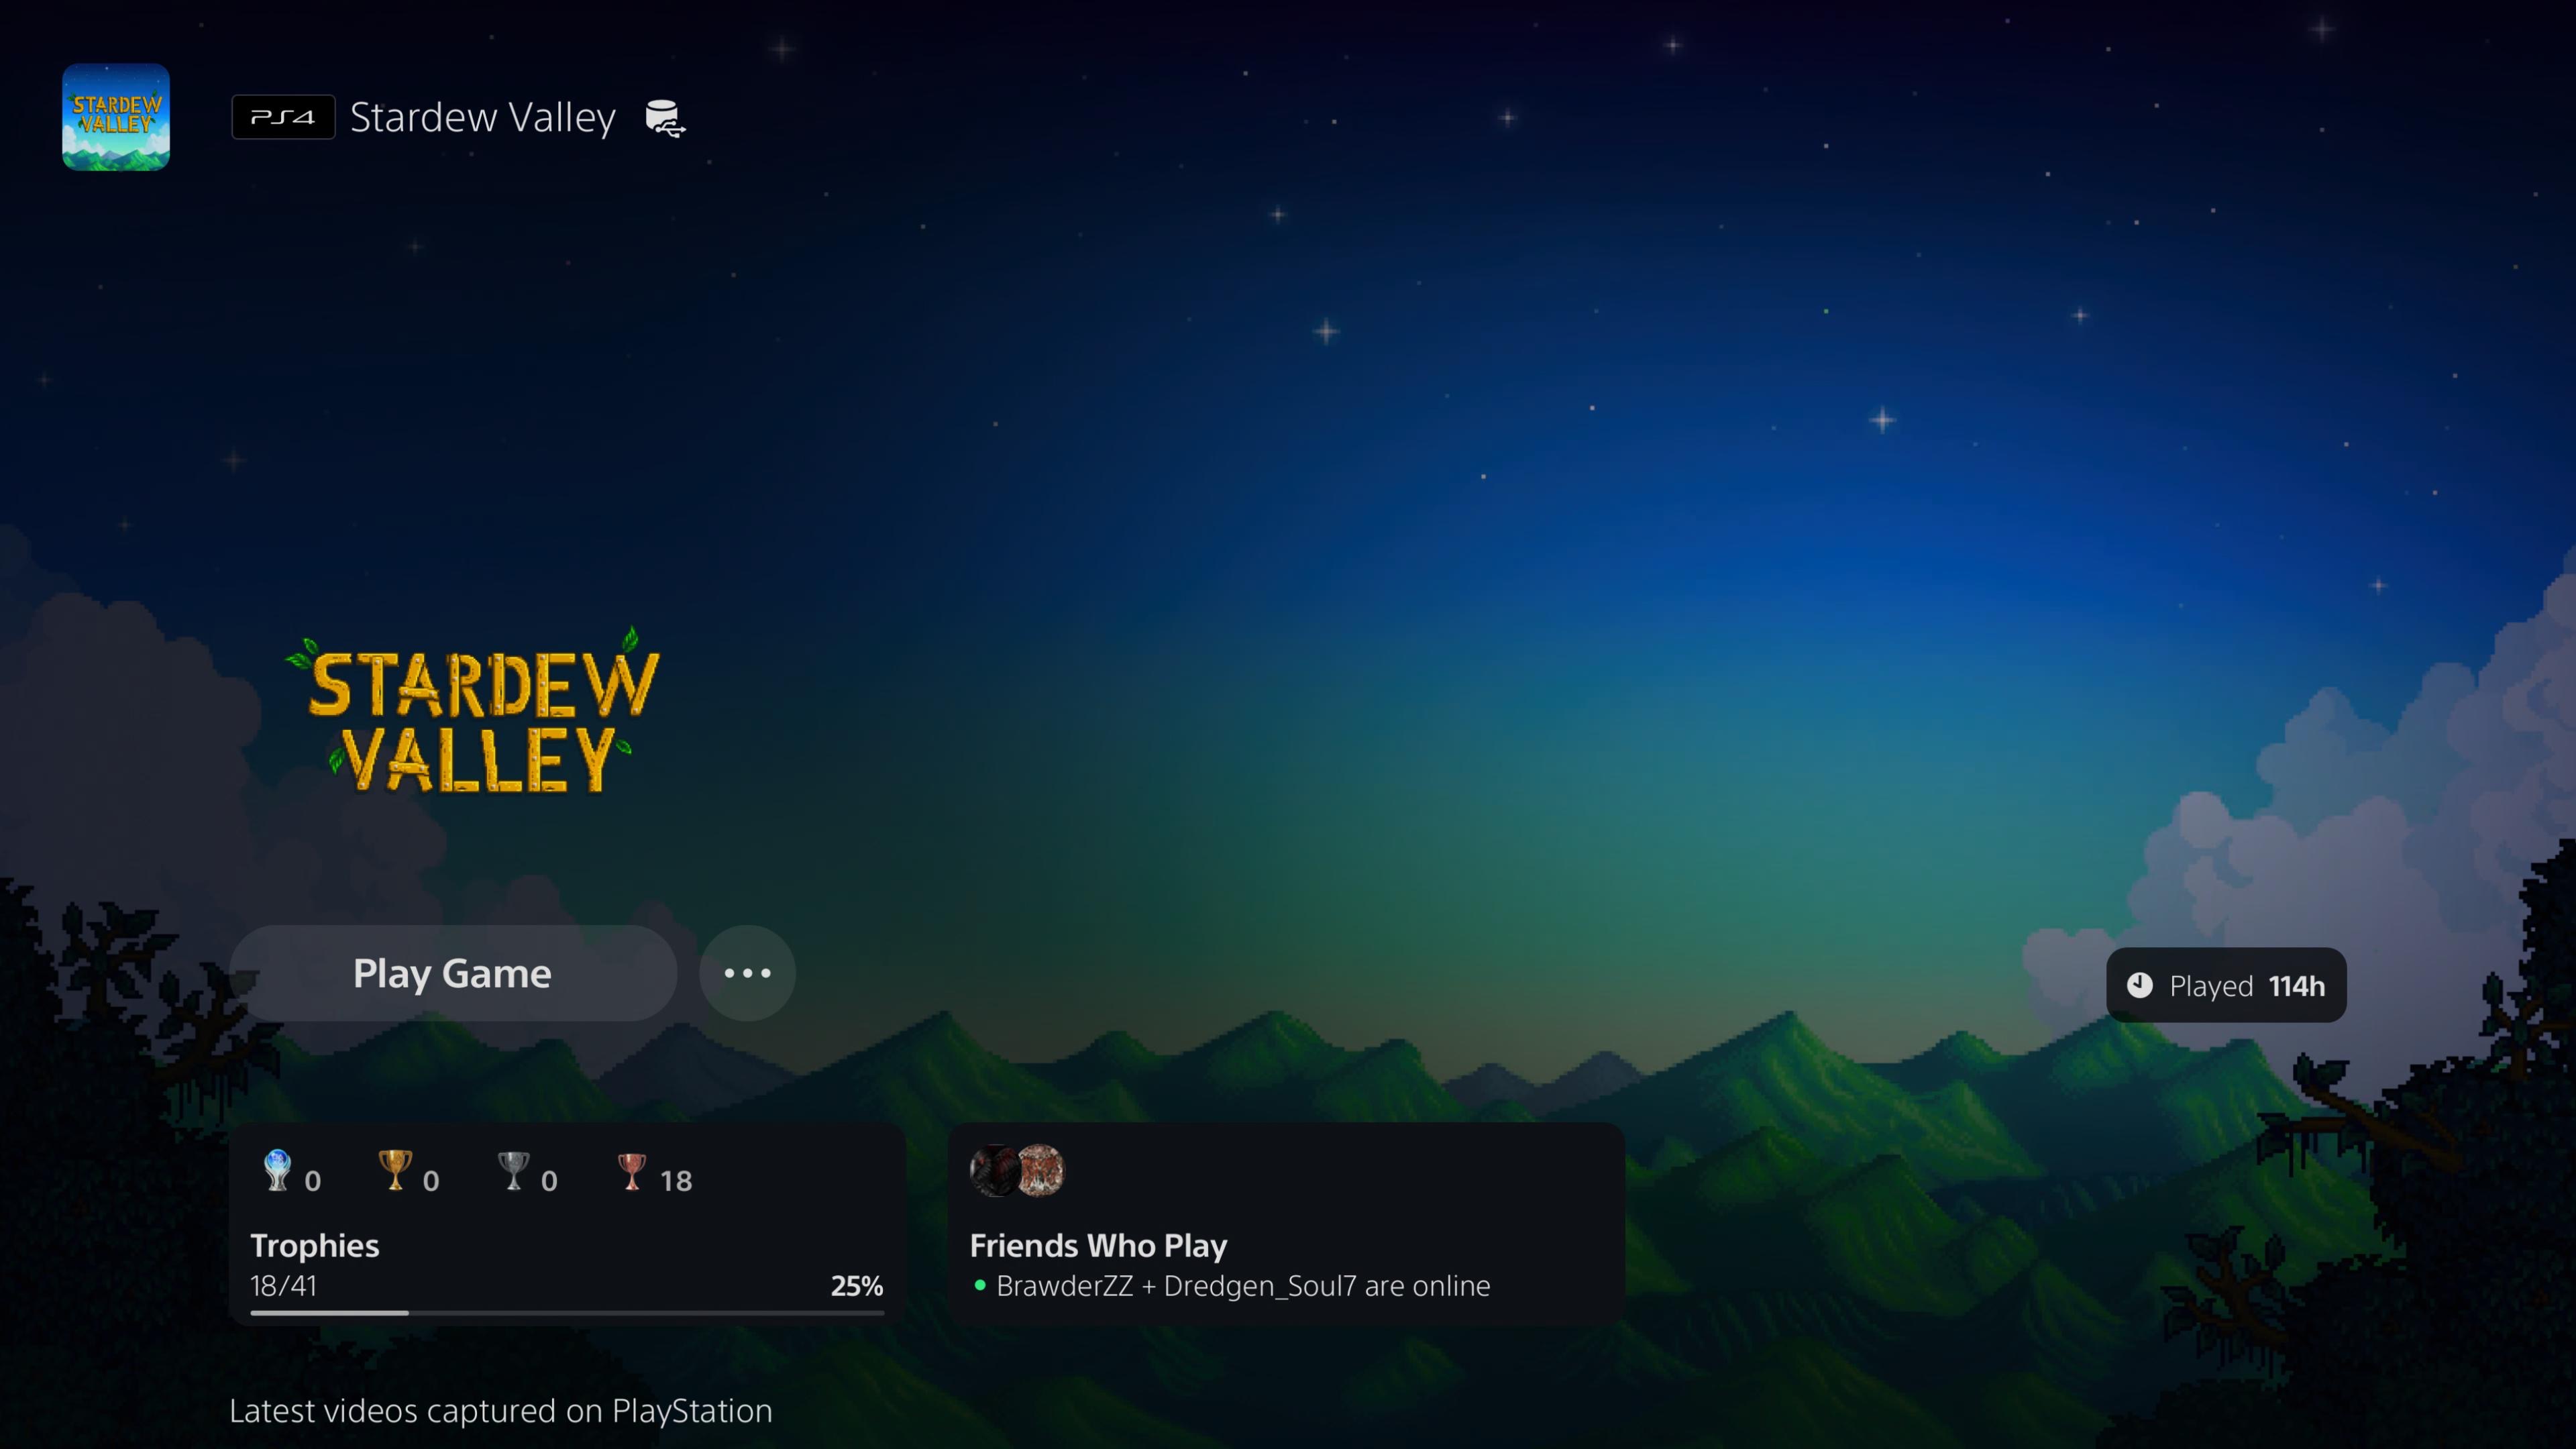 STARDEW
VALLEY
PS4 Stardew Valley
STARDEW
VALLEY
Play Game
Played 114h
0 0 0 18
Trophies
18/41 25%
Friends Who Play
BrawderZZ + Dredgen_Soul7 are online
Latest videos captured on PlayStation